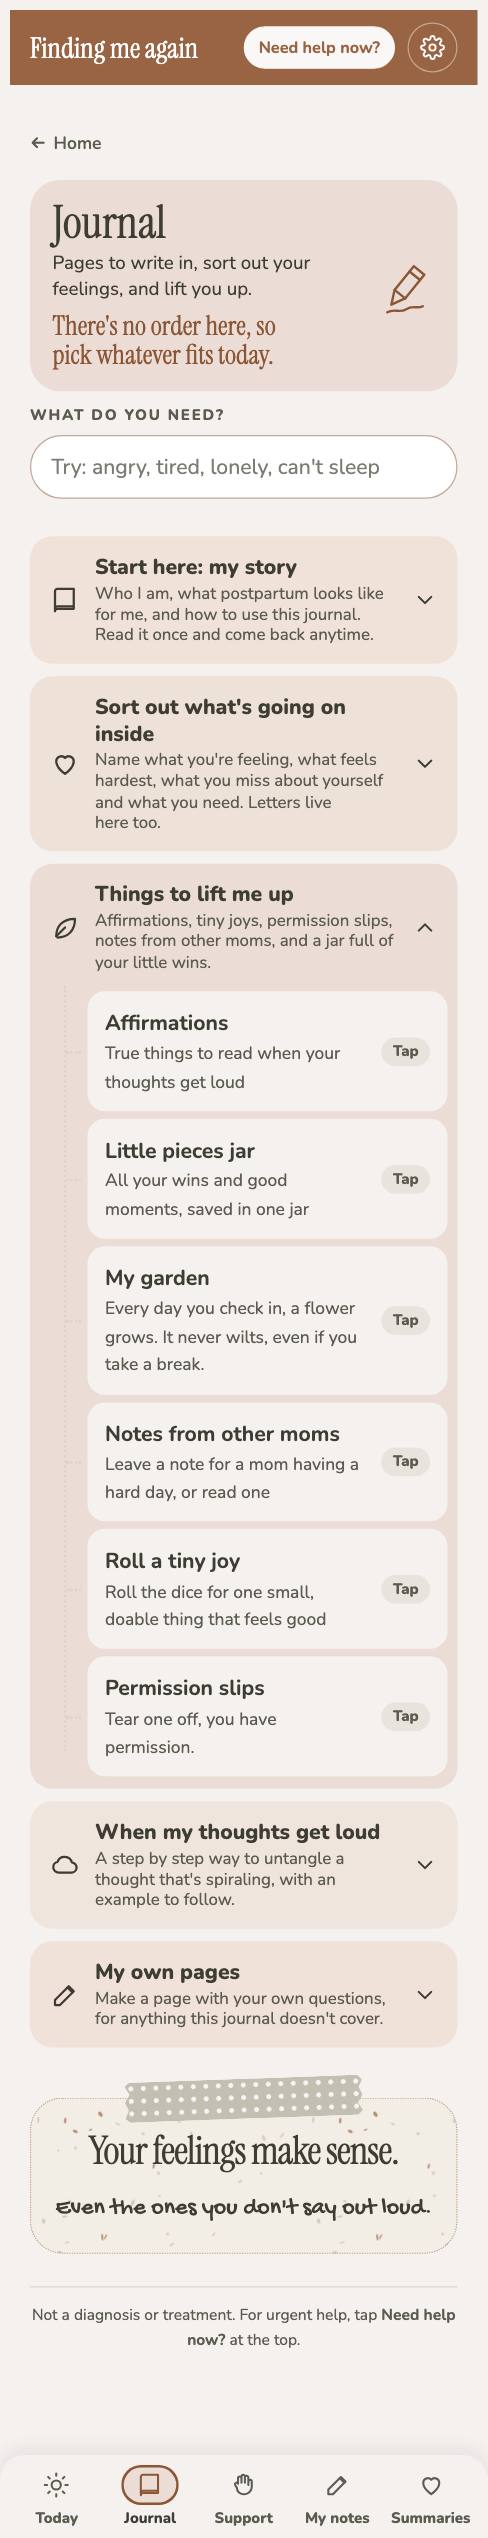 Finding me again
Need help now?
← Home
Journal
Pages to write in, sort out your
feelings, and lift you up.
There's no order here, so
pick whatever fits today.
WHAT DO YOU NEED?
Try: angry, tired, lonely, can't sleep
Start here: my story
Who I am, what postpartum looks like
for me, and how to use this journal.
Read it once and come back anytime.
Sort out what's going on
inside
Name what you're feeling, what feels
hardest, what you miss about yourself
and what you need. Letters live
here too.
Things to lift me up
Affirmations, tiny joys, permission slips,
notes from other moms, and a jar full of
your little wins.
Affirmations
True things to read when your
thoughts get loud
Tap
Little pieces jar
All your wins and good
moments, saved in one jar
Tap
My garden
Every day you check in, a flower
grows. It never wilts, even if you
take a break.
Tap
Notes from other moms
Leave a note for a mom having a
hard day, or read one
Tap
Roll a tiny joy
Roll the dice for one small,
doable thing that feels good
Tap
Permission slips
Tear one off, you have
permission.
Tap
When my thoughts get loud
A step by step way to untangle a
thought that's spiraling, with an
example to follow.
My own pages
Make a page with your own questions,
for anything this journal doesn't cover.
Your feelings make sense.
Even the ones you don't say out loud.
Not a diagnosis or treatment. For urgent help, tap Need help
now? at the top.
Today
Journal
Support
My notes
Summaries